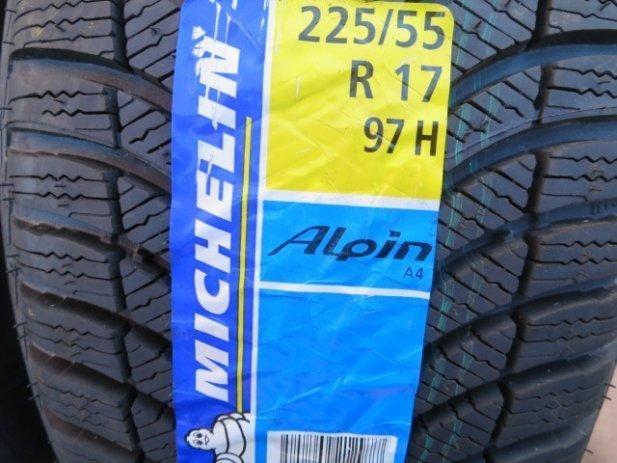 MICHELIN
225/55
R 17
97 H
Alpin
A4